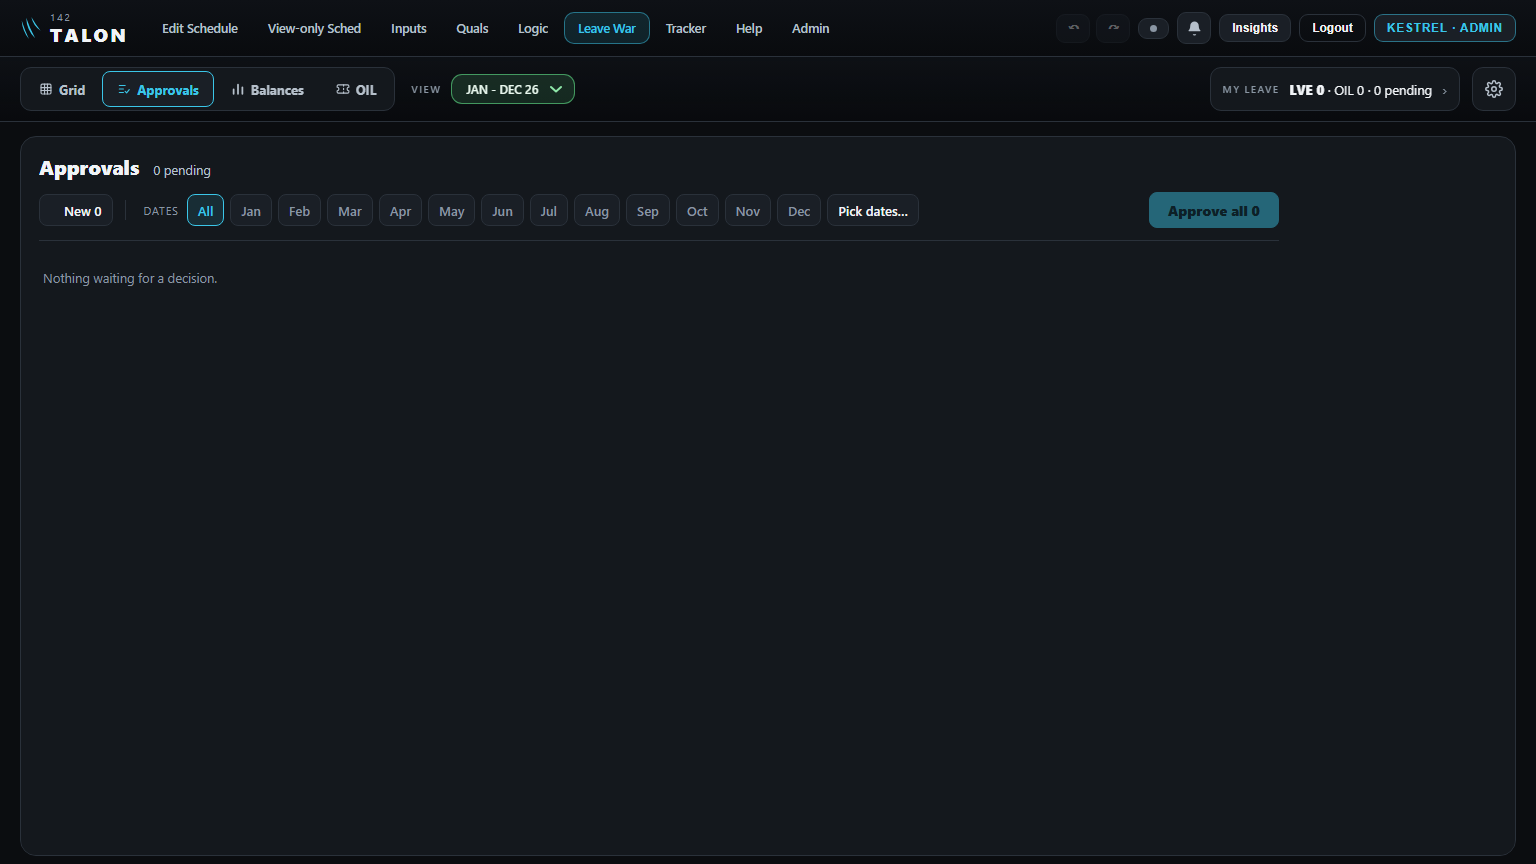 142
TALON
Edit Schedule
View-only Sched
Inputs
Quals
Logic
Leave War
Tracker
Help
Admin
Insights
Logout
KESTREL · ADMIN
Grid
Approvals
Balances
OIL
VIEW
JAN - DEC 26
MY LEAVE
LVE 0 · OIL 0 · 0 pending ›
Approvals
0 pending
New 0
DATES
All
Jan
Feb
Mar
Apr
May
Jun
Jul
Aug
Sep
Oct
Nov
Dec
Pick dates...
Approve all 0
Nothing waiting for a decision.